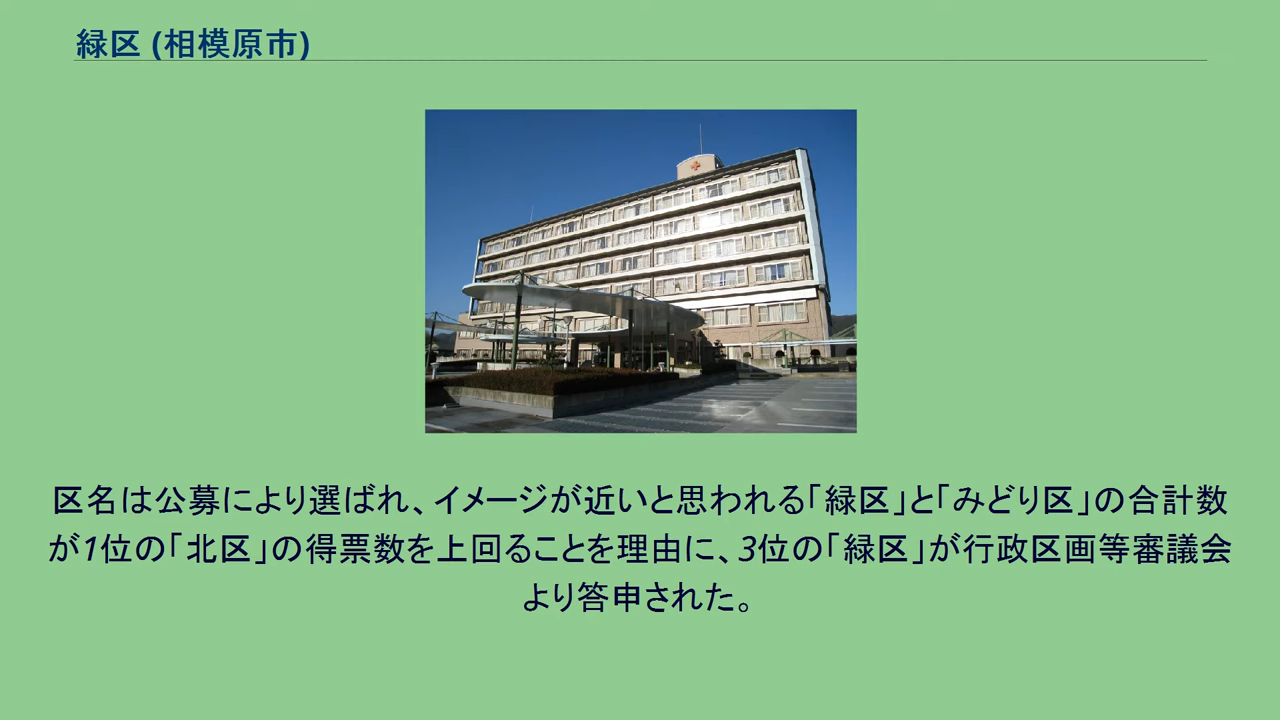 緑区 (相模原市)
区名は公募により選ばれ、イメージが近いと思われる「緑区」と「みどり区」の合計数
が1位の「北区」の得票数を上回ることを理由に、3位の「緑区」が行政区画等審議会
より答申された。